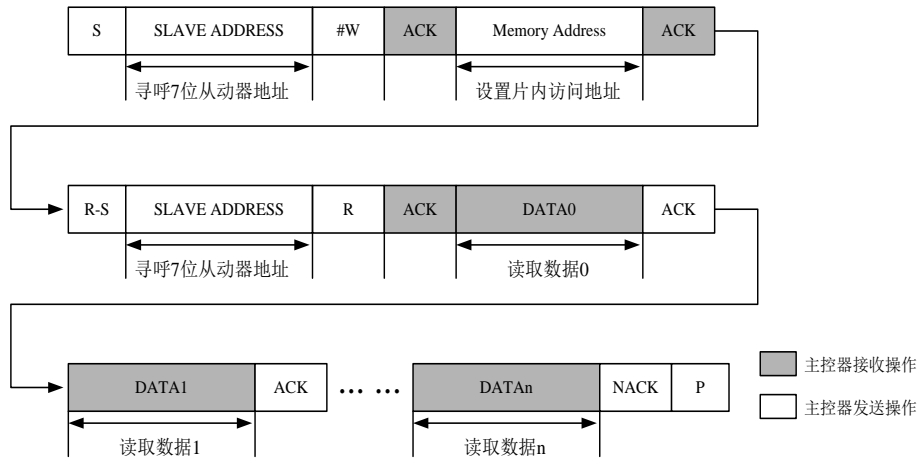 S SLAVE ADDRESS #W ACK Memory Address ACK
寻呼7位从动器地址 设置片内访问地址
R-S SLAVE ADDRESS R ACK DATA0 ACK
寻呼7位从动器地址 读取数据0
DATA1 ACK … … DATAn NACK P
读取数据1 读取数据n
主控器接收操作
主控器发送操作